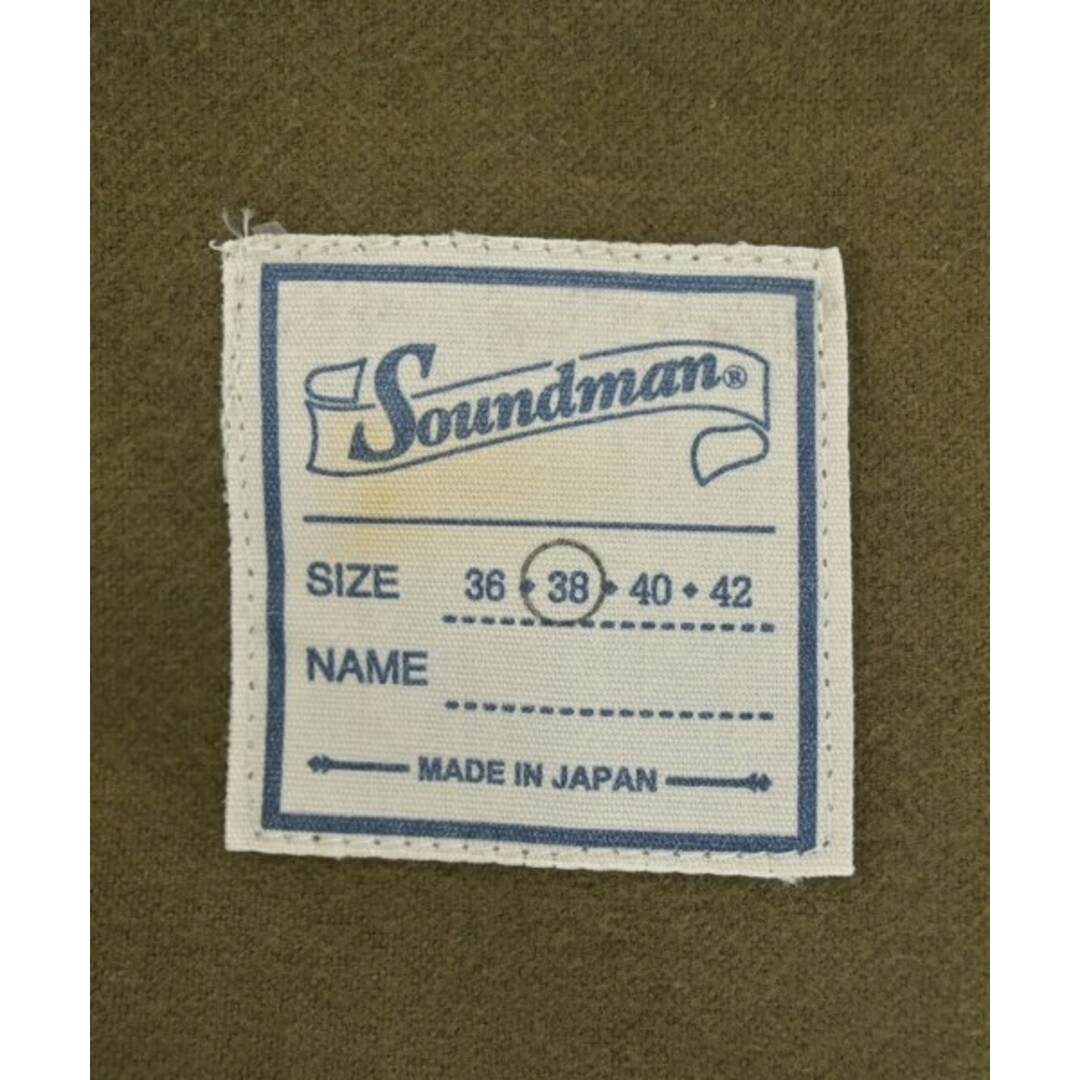 Soundman®
SIZE 36 ◆ 38 ◆ 40 ◆ 42
NAME
MADE IN JAPAN